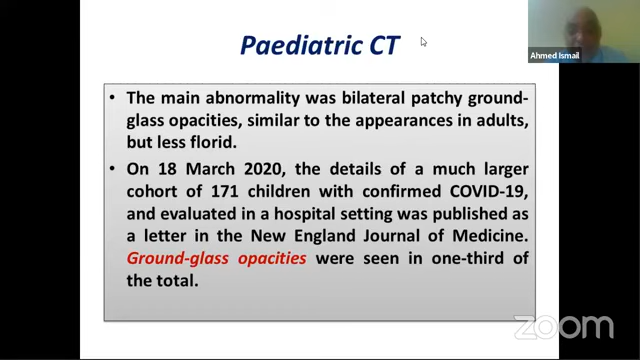 Paediatric CT
Ahmed Ismail
• The main abnormality was bilateral patchy ground-
glass opacities, similar to the appearances in adults,
but less florid.
• On 18 March 2020, the details of a much larger
cohort of 171 children with confirmed COVID-19,
and evaluated in a hospital setting was published as
a letter in the New England Journal of Medicine.
Ground-glass opacities were seen in one-third of
the total.
zoom